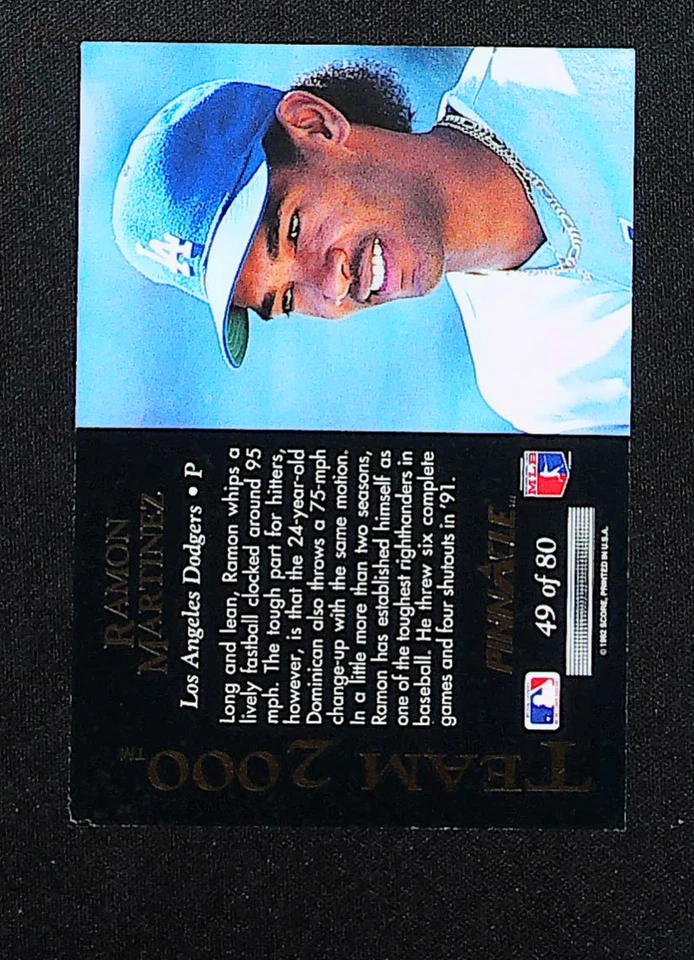 LA
RAMON
MARTINEZ
Los Angeles Dodgers • P
Long and lean, Ramon whips a
lively fastball clocked around 95
mph. The tough part for hitters,
however, is that the 24-year-old
Dominican also throws a 75-mph
change-up with the same motion.
In a little more than two seasons,
Ramon has established himself as
one of the toughest righthanders in
baseball. He threw six complete
games and four shutouts in '91.
PINNACLE
49 of 80
© 1992 SCORE, PRINTED IN U.S.A.
TEAM 2000™